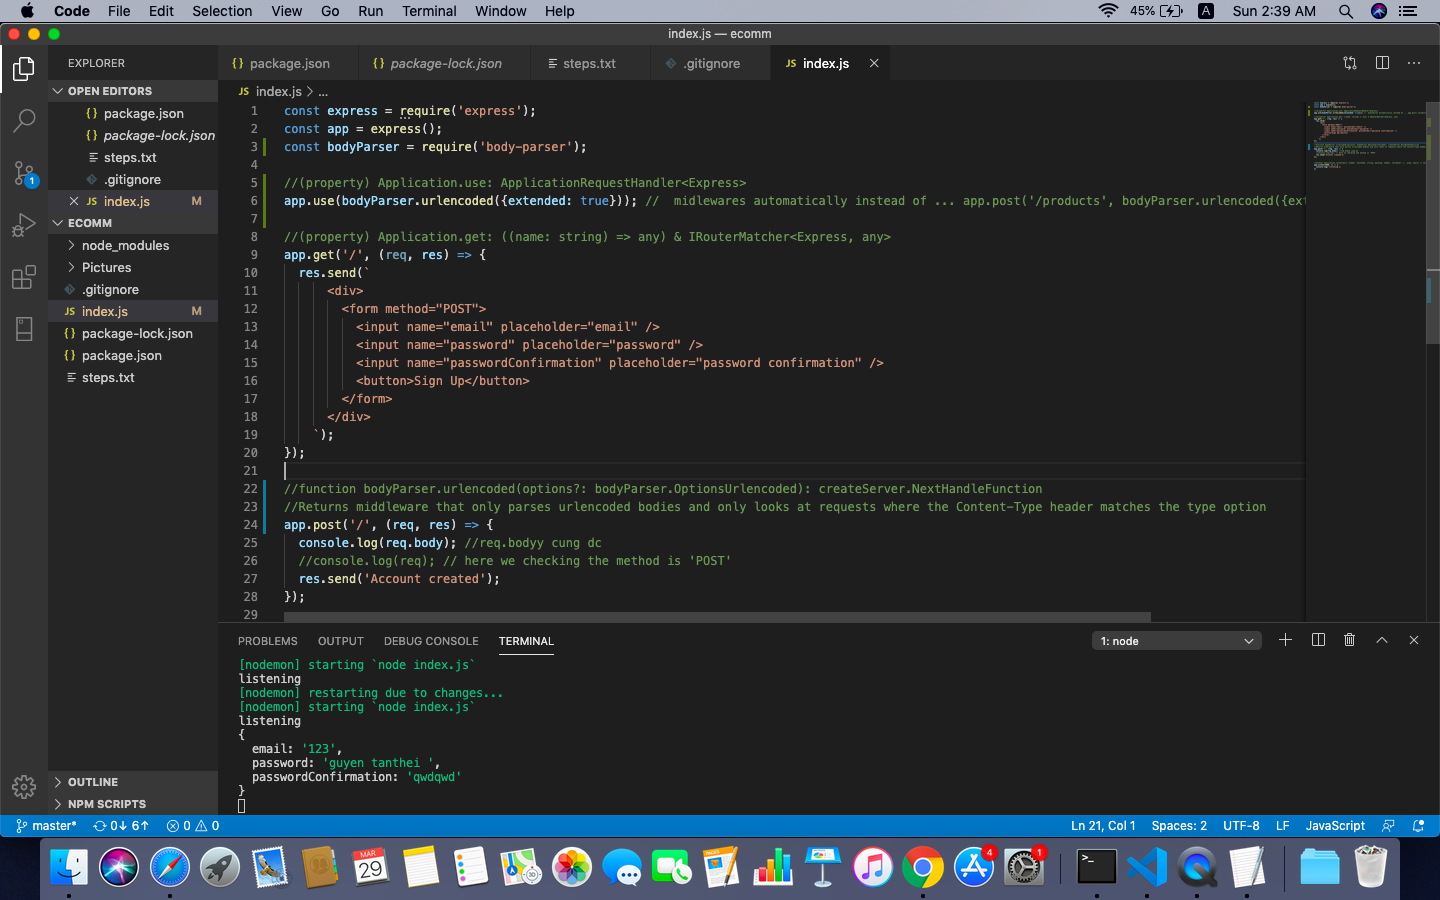 Code File Edit Selection View Go Run Terminal Window Help 45% A Sun 2:39 AM
index.js — ecomm
EXPLORER
package.json package-lock.json steps.txt .gitignore JS index.js
OPEN EDITORS
{} package.json
{} package-lock.json
steps.txt
.gitignore
JS index.js M
ECOMM
node_modules
Pictures
.gitignore
JS index.js M
{} package-lock.json
{} package.json
steps.txt
OUTLINE
NPM SCRIPTS
1
JS index.js > ...
1 const express = require('express');
2 const app = express();
3 const bodyParser = require('body-parser');
4
5 //(property) Application.use: ApplicationRequestHandler<Express>
6 app.use(bodyParser.urlencoded({extended: true})); //  midlewares automatically instead of ... app.post('/products', bodyParser.urlencoded({ext
7
8 //(property) Application.get: ((name: string) => any) & IRouterMatcher<Express, any>
9 app.get('/', (req, res) => {
10 res.send(`
11 <div>
12 <form method="POST">
13 <input name="email" placeholder="email" />
14 <input name="password" placeholder="password" />
15 <input name="passwordConfirmation" placeholder="password confirmation" />
16 <button>Sign Up</button>
17 </form>
18 </div>
19 `);
20 });
21
22 //function bodyParser.urlencoded(options?: bodyParser.OptionsUrlencoded): createServer.NextHandleFunction
23 //Returns middleware that only parses urlencoded bodies and only looks at requests where the Content-Type header matches the type option
24 app.post('/', (req, res) => {
25 console.log(req.body); //req.bodyy cung dc
26 //console.log(req); // here we checking the method is 'POST'
27 res.send('Account created');
28 });
29
PROBLEMS OUTPUT DEBUG CONSOLE TERMINAL 1: node
[nodemon] starting `node index.js`
listening
[nodemon] restarting due to changes...
[nodemon] starting `node index.js`
listening
{
email: '123',
password: 'guyen tanthei ',
passwordConfirmation: 'qwdqwd'
}
master* 0↓ 6↑ 0 0 Ln 21, Col 1 Spaces: 2 UTF-8 LF JavaScript
MAR
29
4
1
>_